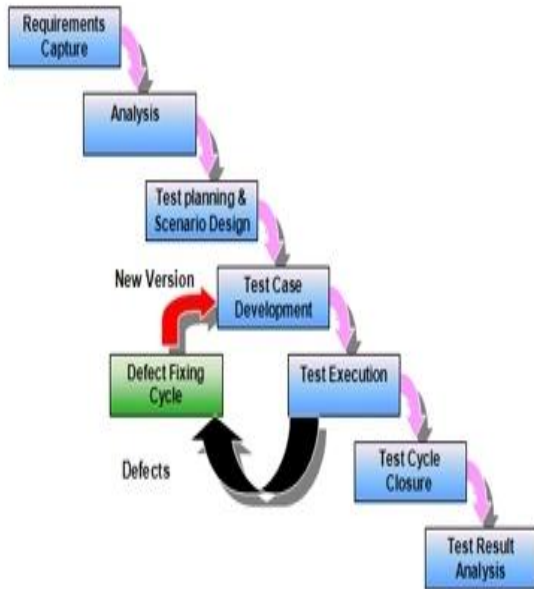 Requirements
Capture
Analysis
Test planning &
Scenario Design
New Version
Test Case
Development
Defect Fixing
Cycle
Test Execution
Defects
Test Cycle
Closure
Test Result
Analysis